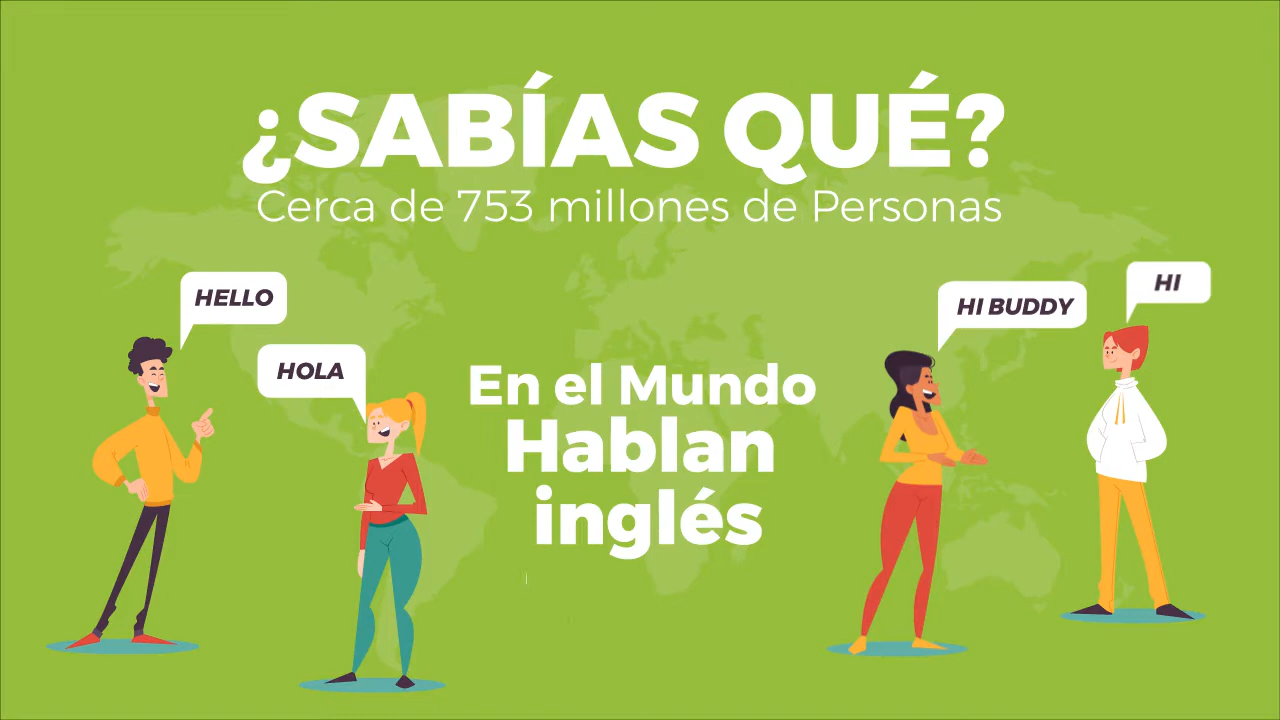 ¿SABÍAS QUÉ?
Cerca de 753 millones de Personas
HELLO
HOLA
HI BUDDY
HI
En el Mundo
Hablan
inglés